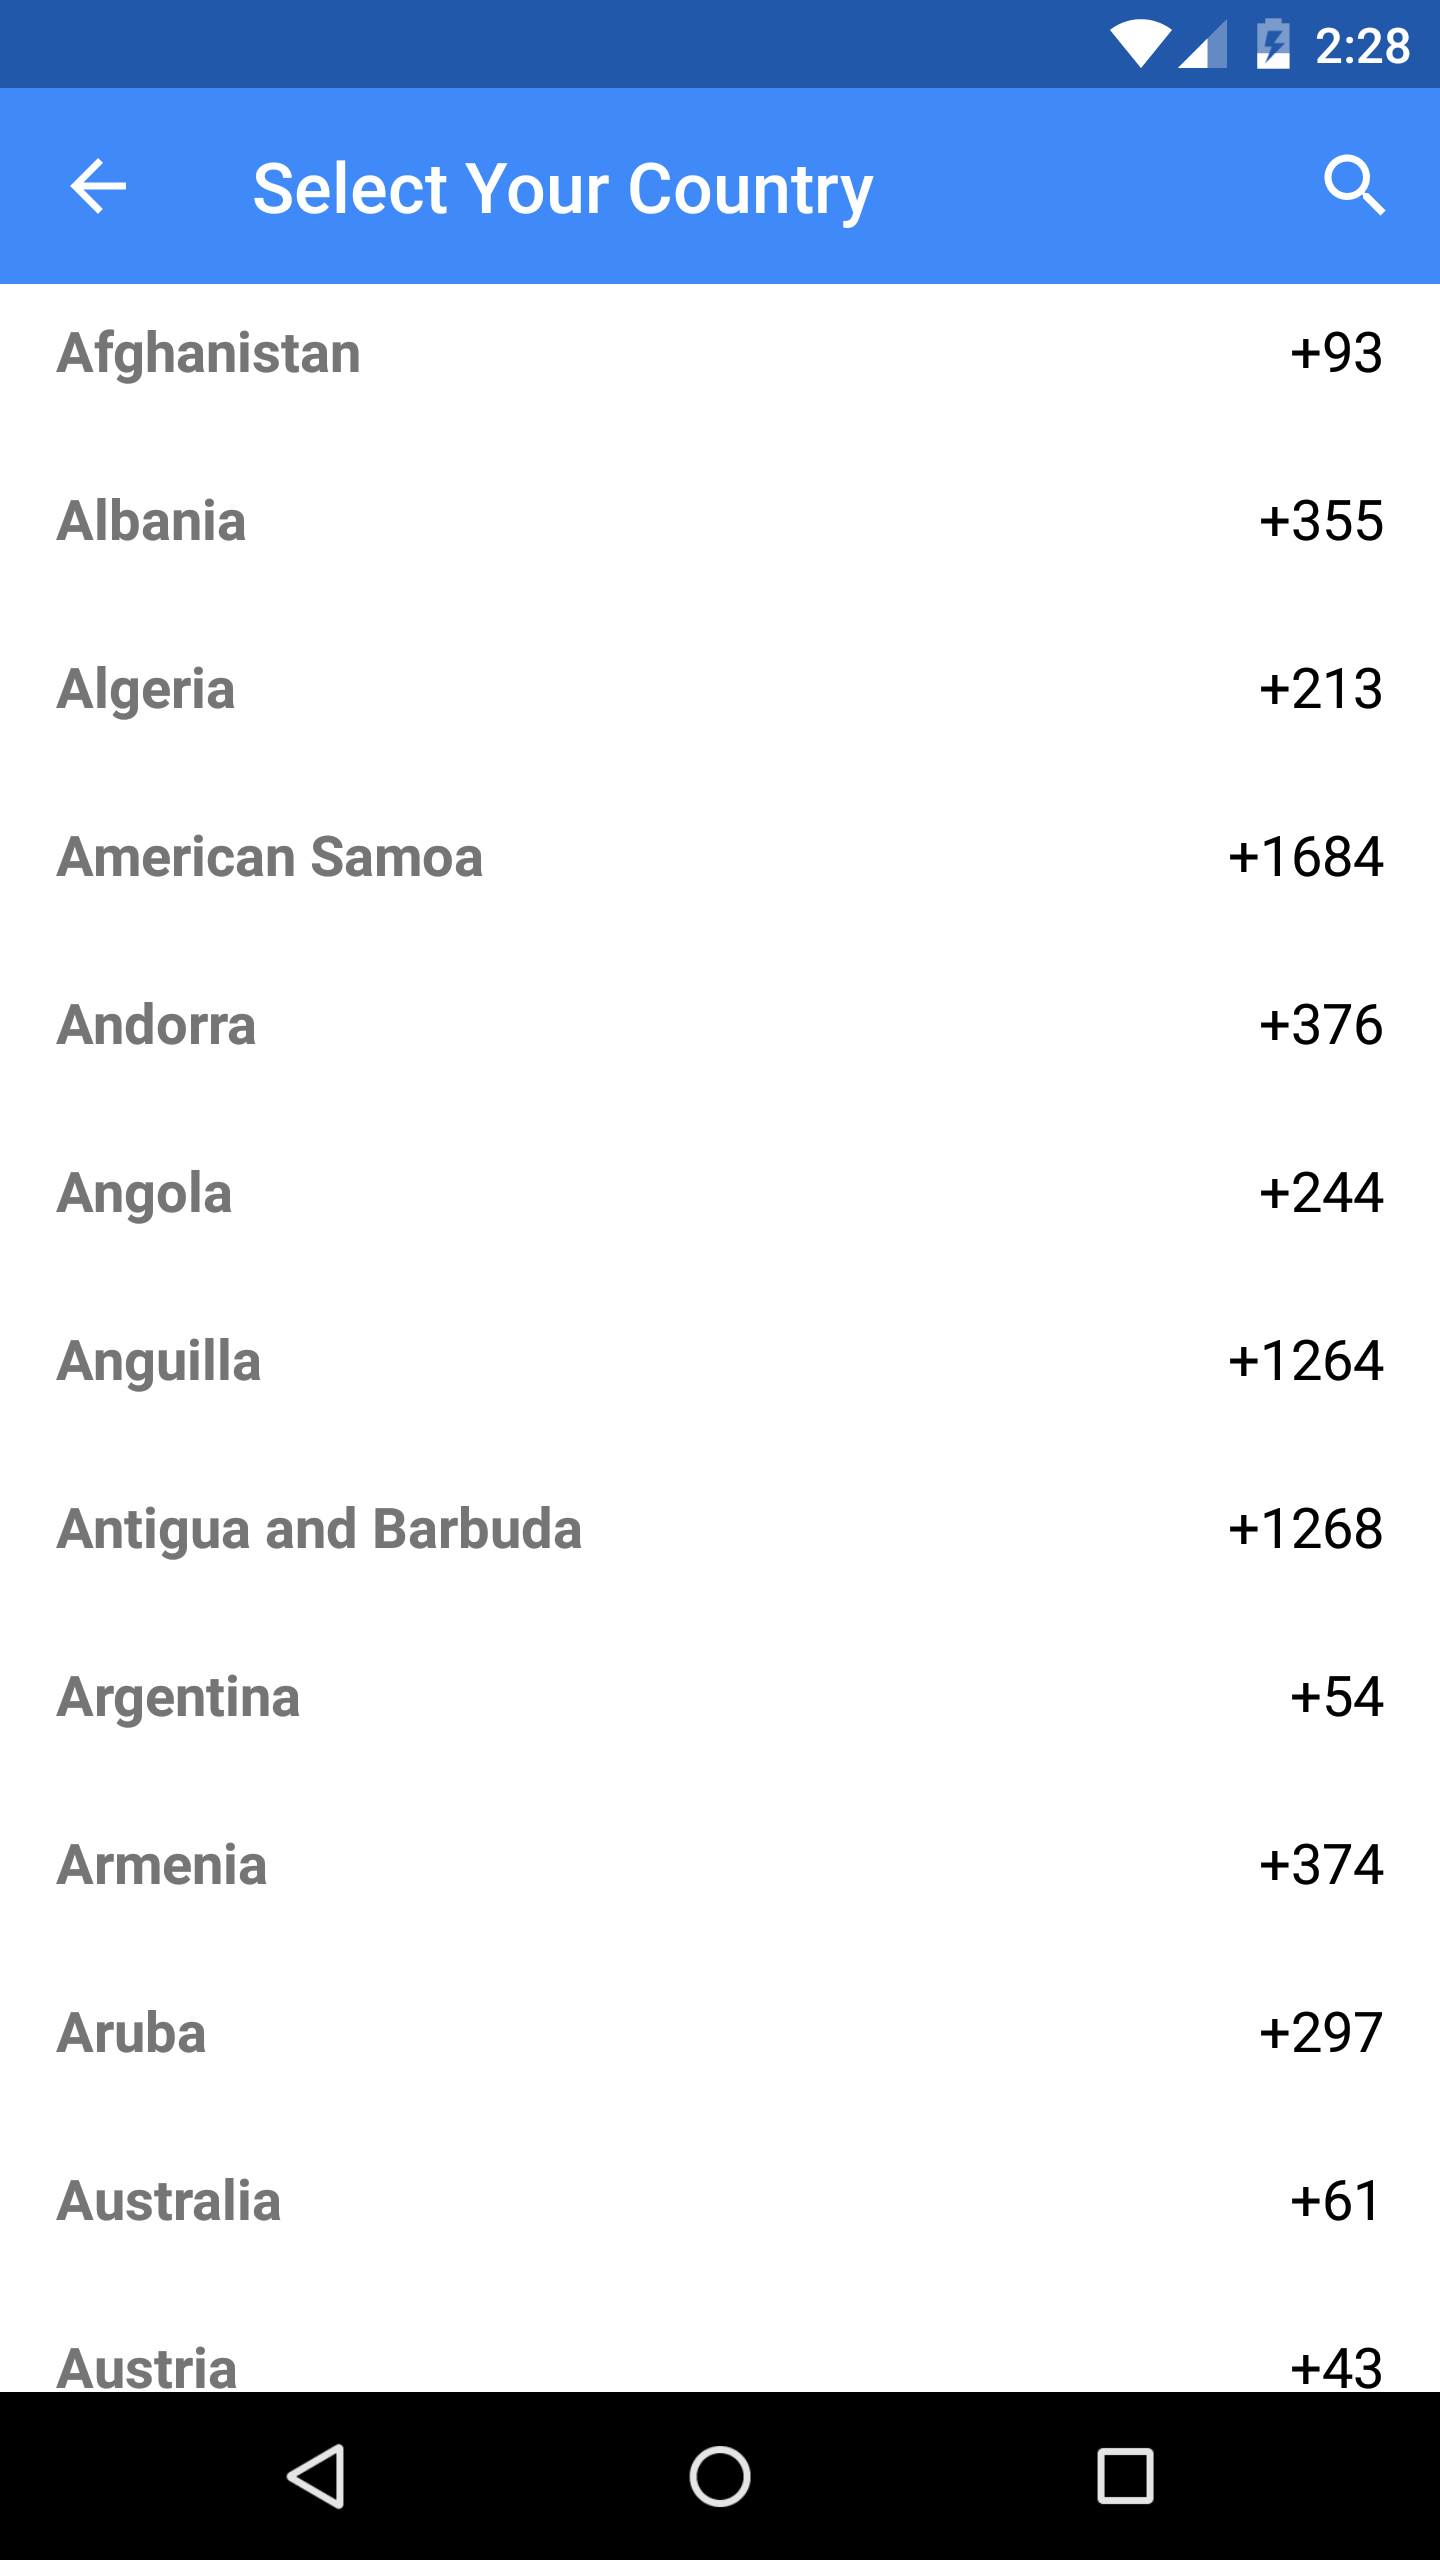 2:28
Select Your Country
Afghanistan +93
Albania +355
Algeria +213
American Samoa +1684
Andorra +376
Angola +244
Anguilla +1264
Antigua and Barbuda +1268
Argentina +54
Armenia +374
Aruba +297
Australia +61
Austria +43